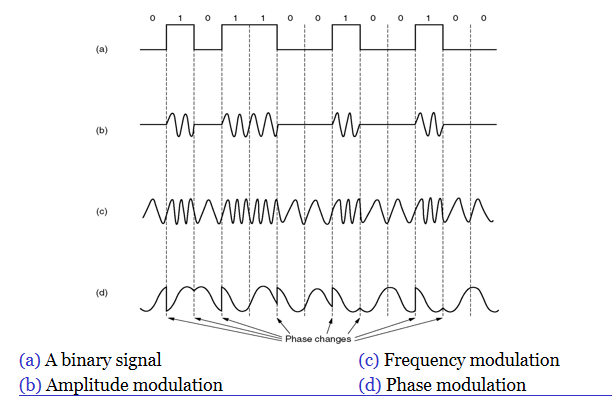 0 1 0 1 1 0 0 1 0 0 1 0 0
(a)
(b)
(c)
(d)
Phase changes
(a) A binary signal
(b) Amplitude modulation
(c) Frequency modulation
(d) Phase modulation